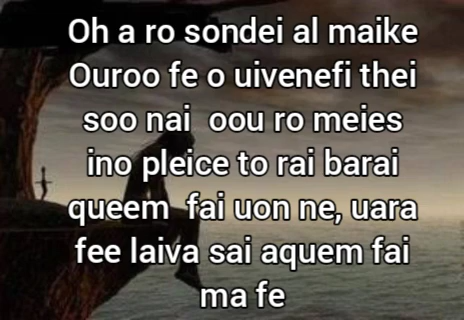 Oh a ro sondei al maike
Ouroo fe o uivenefi thei
soo nai oou ro meies
ino pleice to rai barai
queem fai uon ne, uara
fee laiva sai aquem fai
ma fe